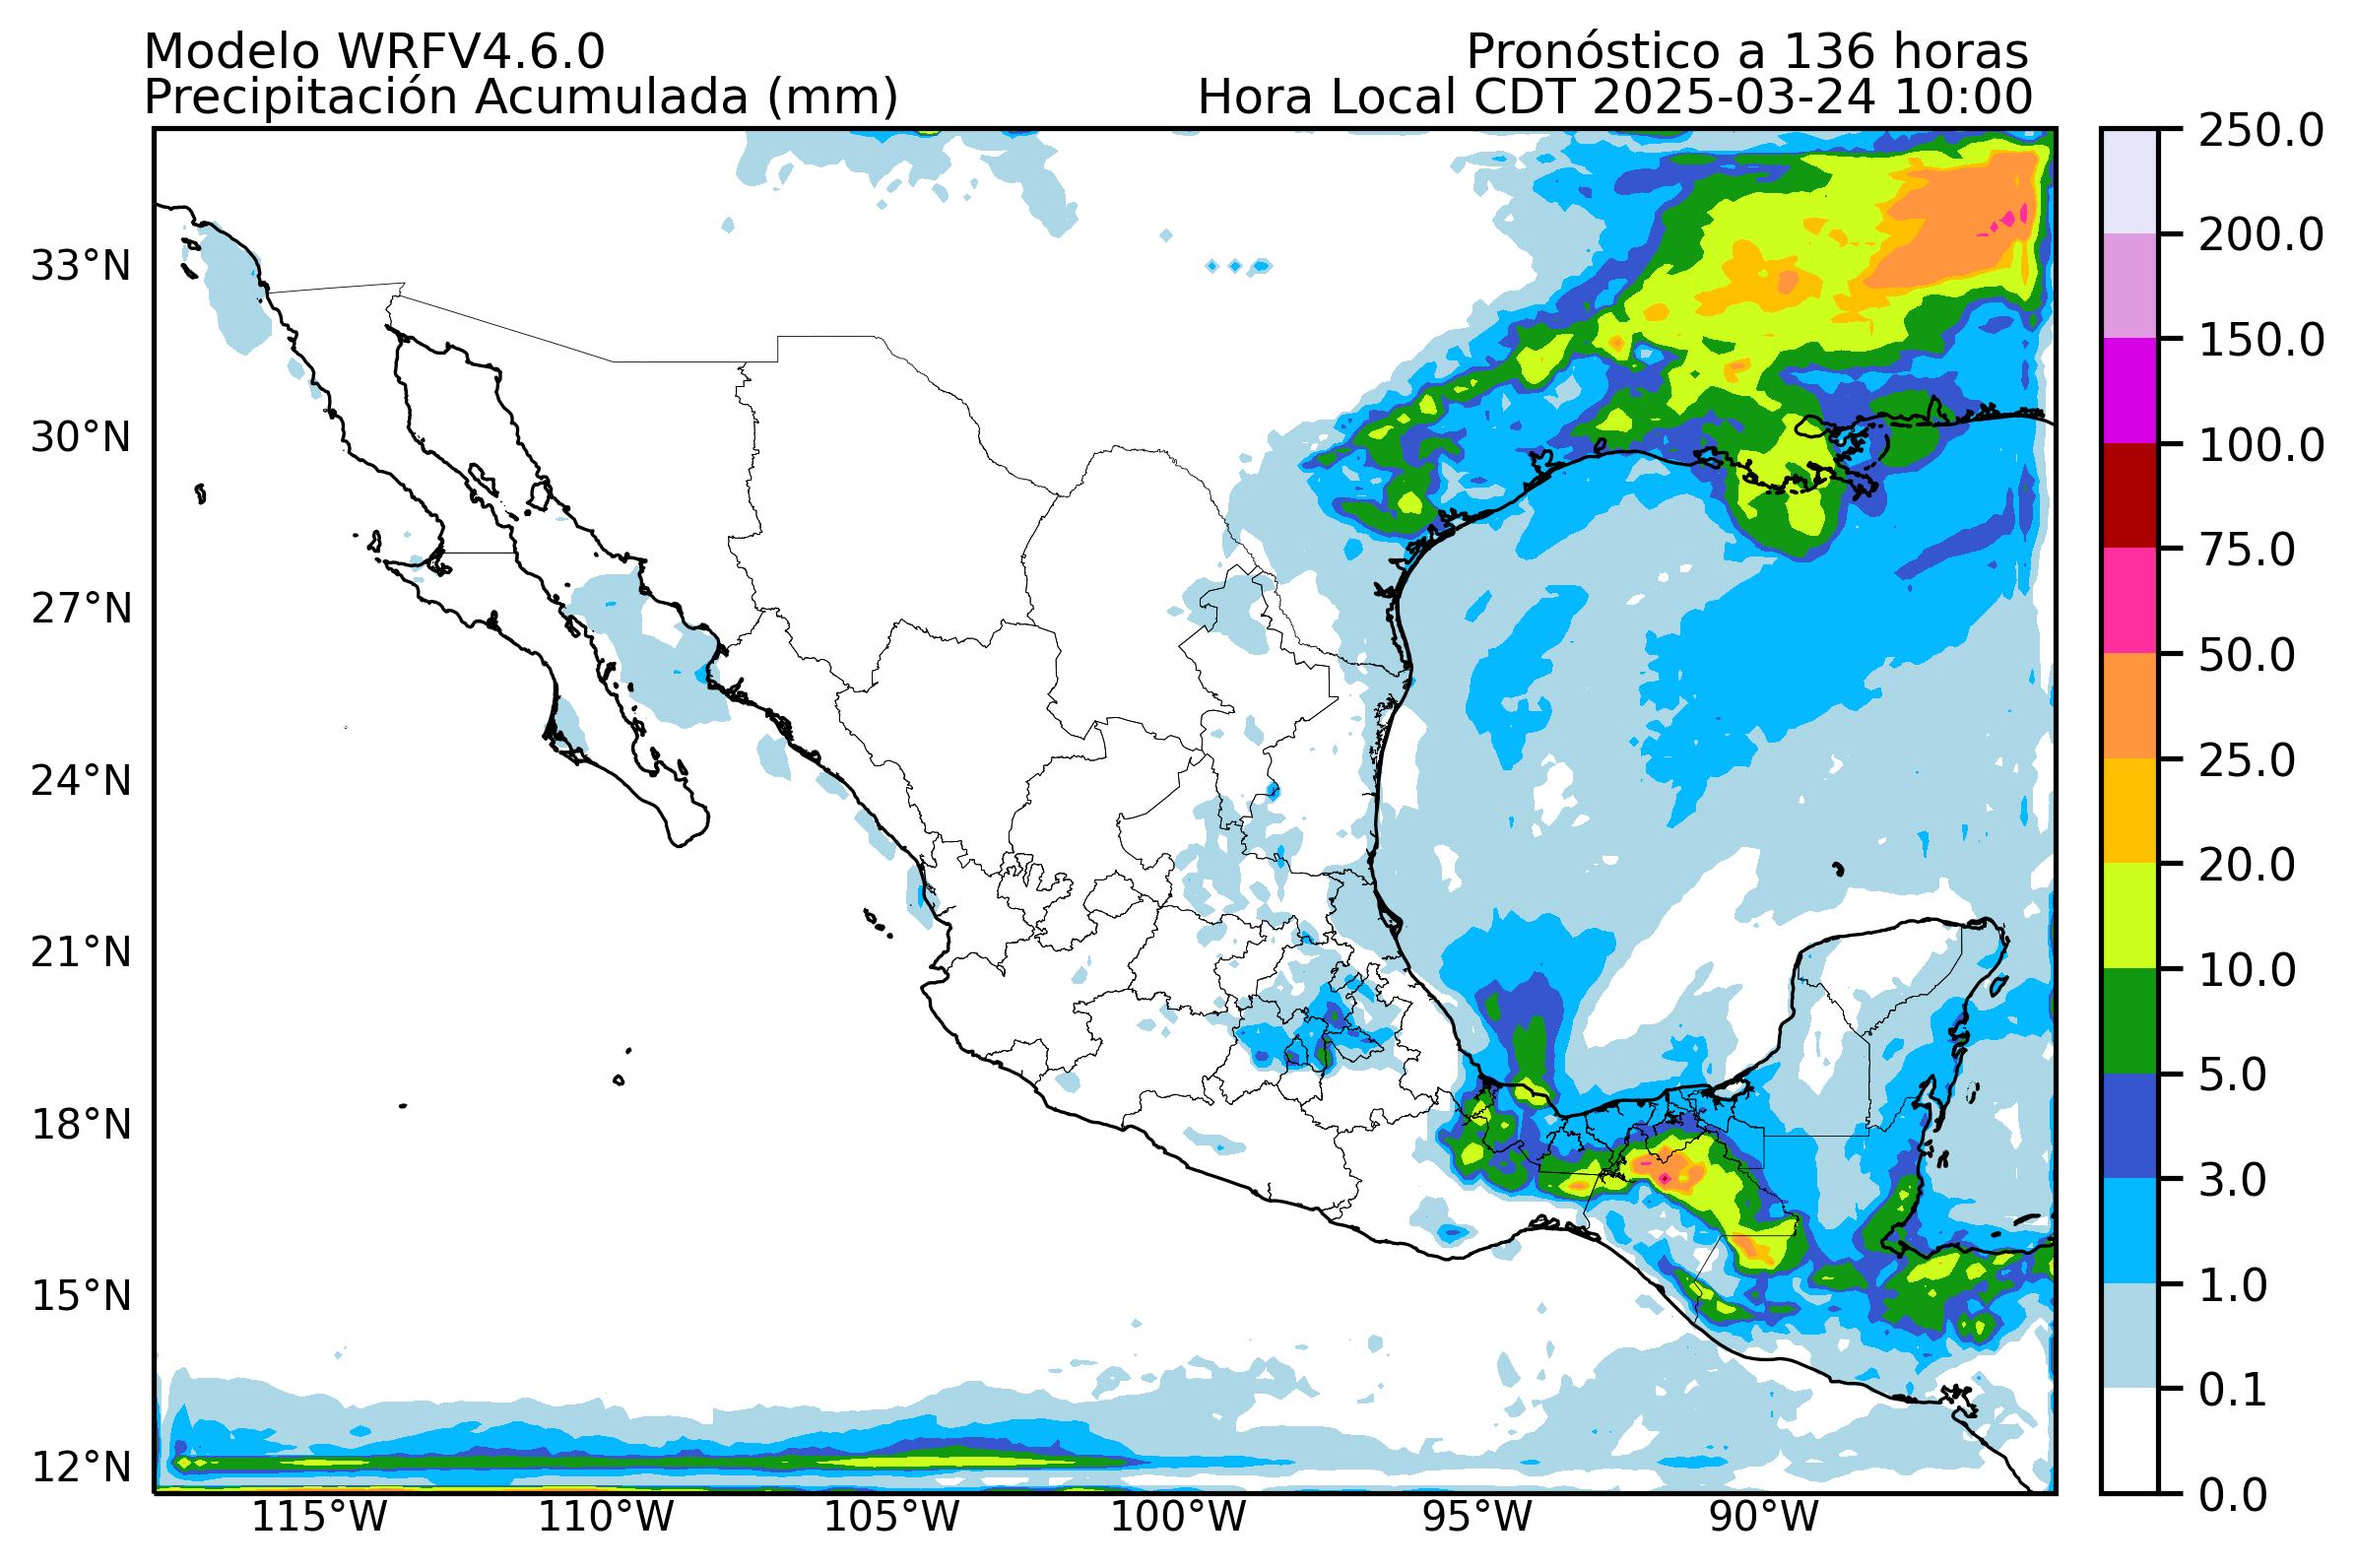 Modelo WRFV4.6.0
Pronóstico a 136 horas
Precipitación Acumulada (mm)
Hora Local CDT 2025-03-24 10:00
33°N
30°N
27°N
24°N
21°N
18°N
15°N
12°N
115°W
110°W
105°W
100°W
95°W
90°W
250.0
200.0
150.0
100.0
75.0
50.0
25.0
20.0
10.0
5.0
3.0
1.0
0.1
0.0